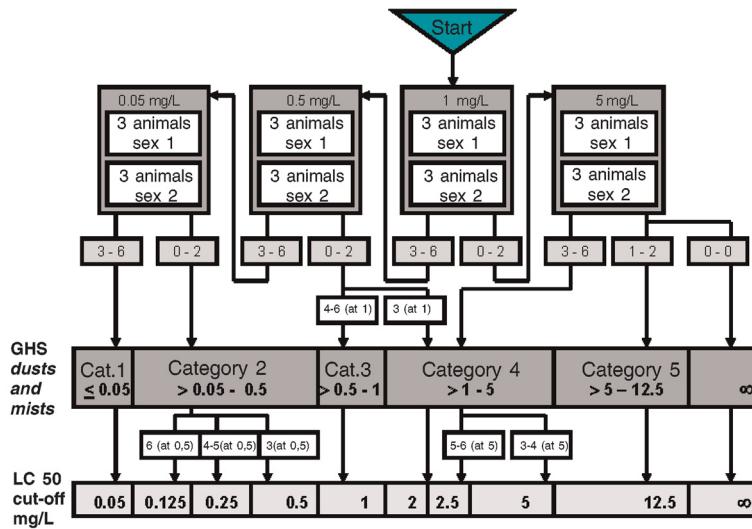 Start
0.05 mg/L
0.5 mg/L
1 mg/L
5 mg/L
3 animals
sex 1
3 animals
sex 1
3 animals
sex 1
3 animals
sex 1
3 animals
sex 2
3 animals
sex 2
3 animals
sex 2
3 animals
sex 2
3 - 6
0 - 2
3 - 6
0 - 2
3 - 6
0 - 2
3 - 6
1 - 2
0 - 0
4-6 (at 1)
3 (at 1)
GHS
dusts
and
mists
Cat.1
≤ 0.05
Category 2
> 0.05 - 0.5
Cat.3
> 0.5 - 1
Category 4
> 1 - 5
Category 5
> 5 – 12.5
∞
6 (at 0,5)
4-5(at 0,5)
3(at 0,5)
5-6 (at 5)
3-4 (at 5)
LC 50
cut-off
mg/L
0.05
0.125
0.25
0.5
1
2
2.5
5
12.5
∞